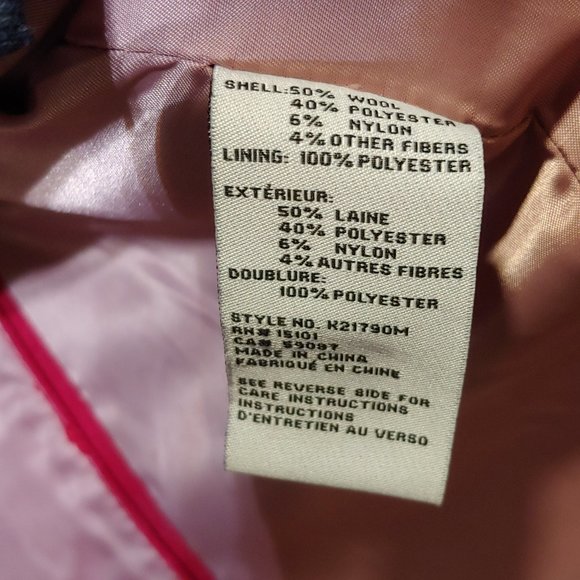 SHELL:50% WOOL
40% POLYESTER
6% NYLON
4% OTHER FIBERS
LINING: 100% POLYESTER
EXTÉRIEUR:
50% LAINE
40% POLYESTER
6% NYLON
4% AUTRES FIBRES
DOUBLURE:
100% POLYESTER
STYLE NO. K21790M
RN# 15101
CA# 59097
MADE IN CHINA
FABRIQUÉ EN CHINE
SEE REVERSE SIDE FOR
CARE INSTRUCTIONS
INSTRUCTIONS
D'ENTRETIEN AU VERSO